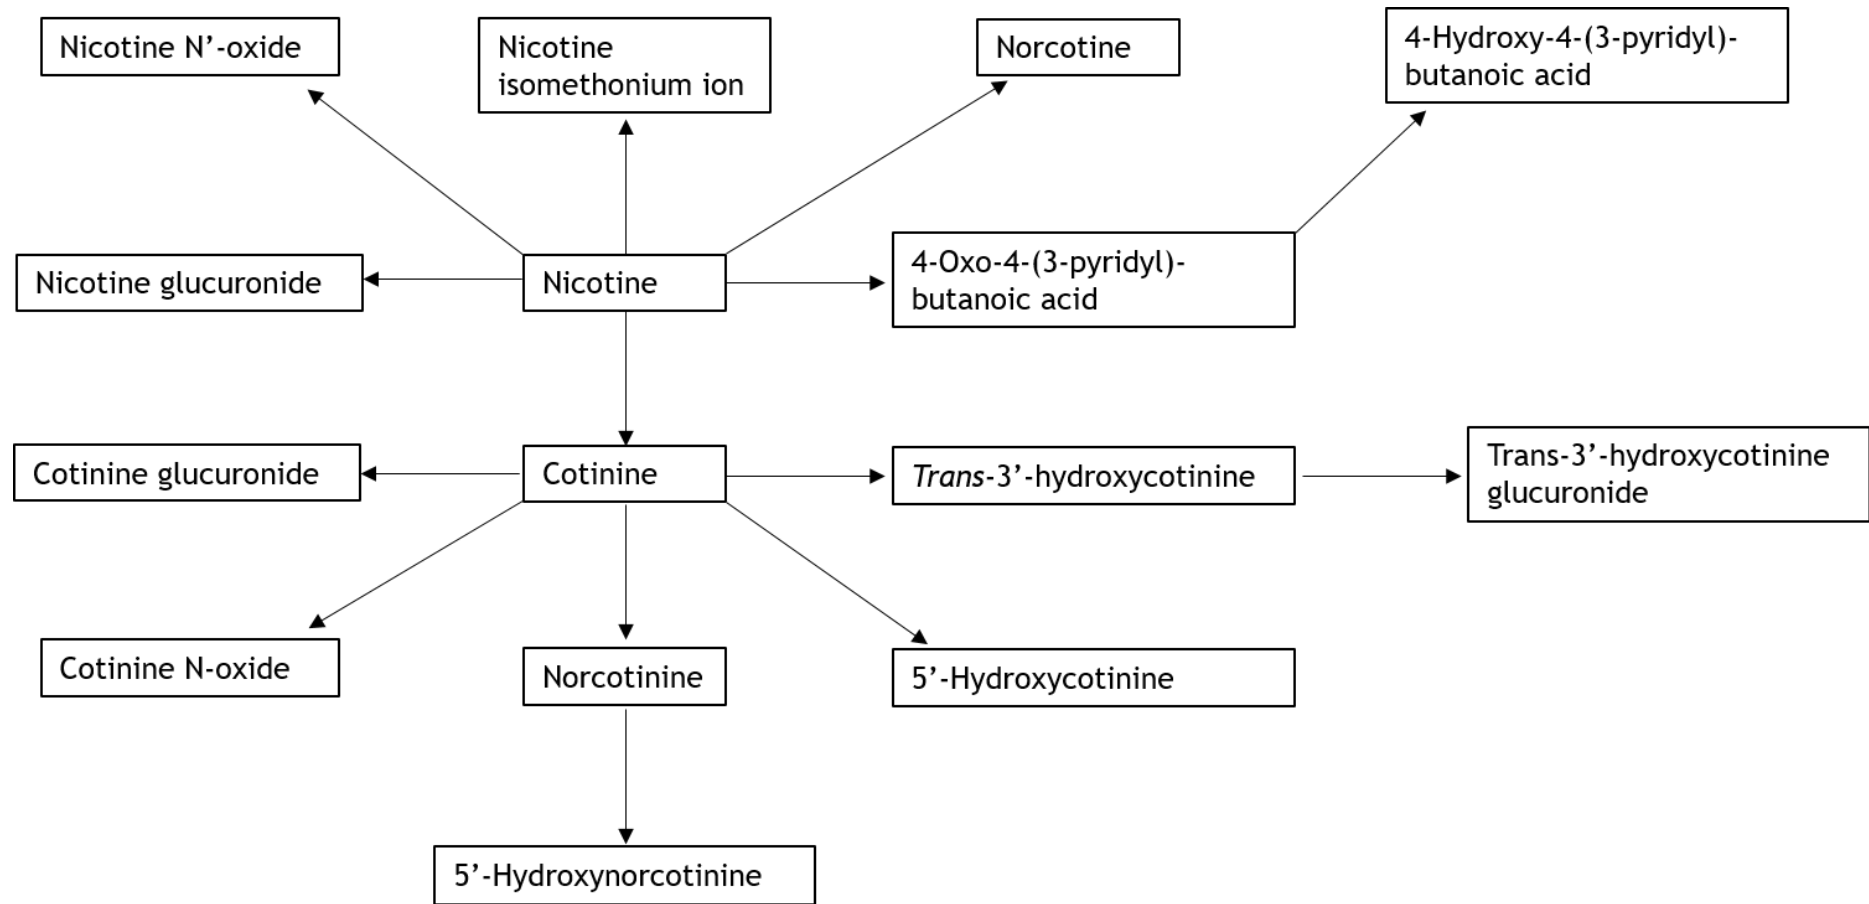 Nicotine N’-oxide
Nicotine
isomethonium ion
Norcotine
4-Hydroxy-4-(3-pyridyl)-
butanoic acid
Nicotine glucuronide
Nicotine
4-Oxo-4-(3-pyridyl)-
butanoic acid
Cotinine glucuronide
Cotinine
Trans-3’-hydroxycotinine
Trans-3’-hydroxycotinine
glucuronide
Cotinine N-oxide
Norcotinine
5’-Hydroxycotinine
5’-Hydroxynorcotinine